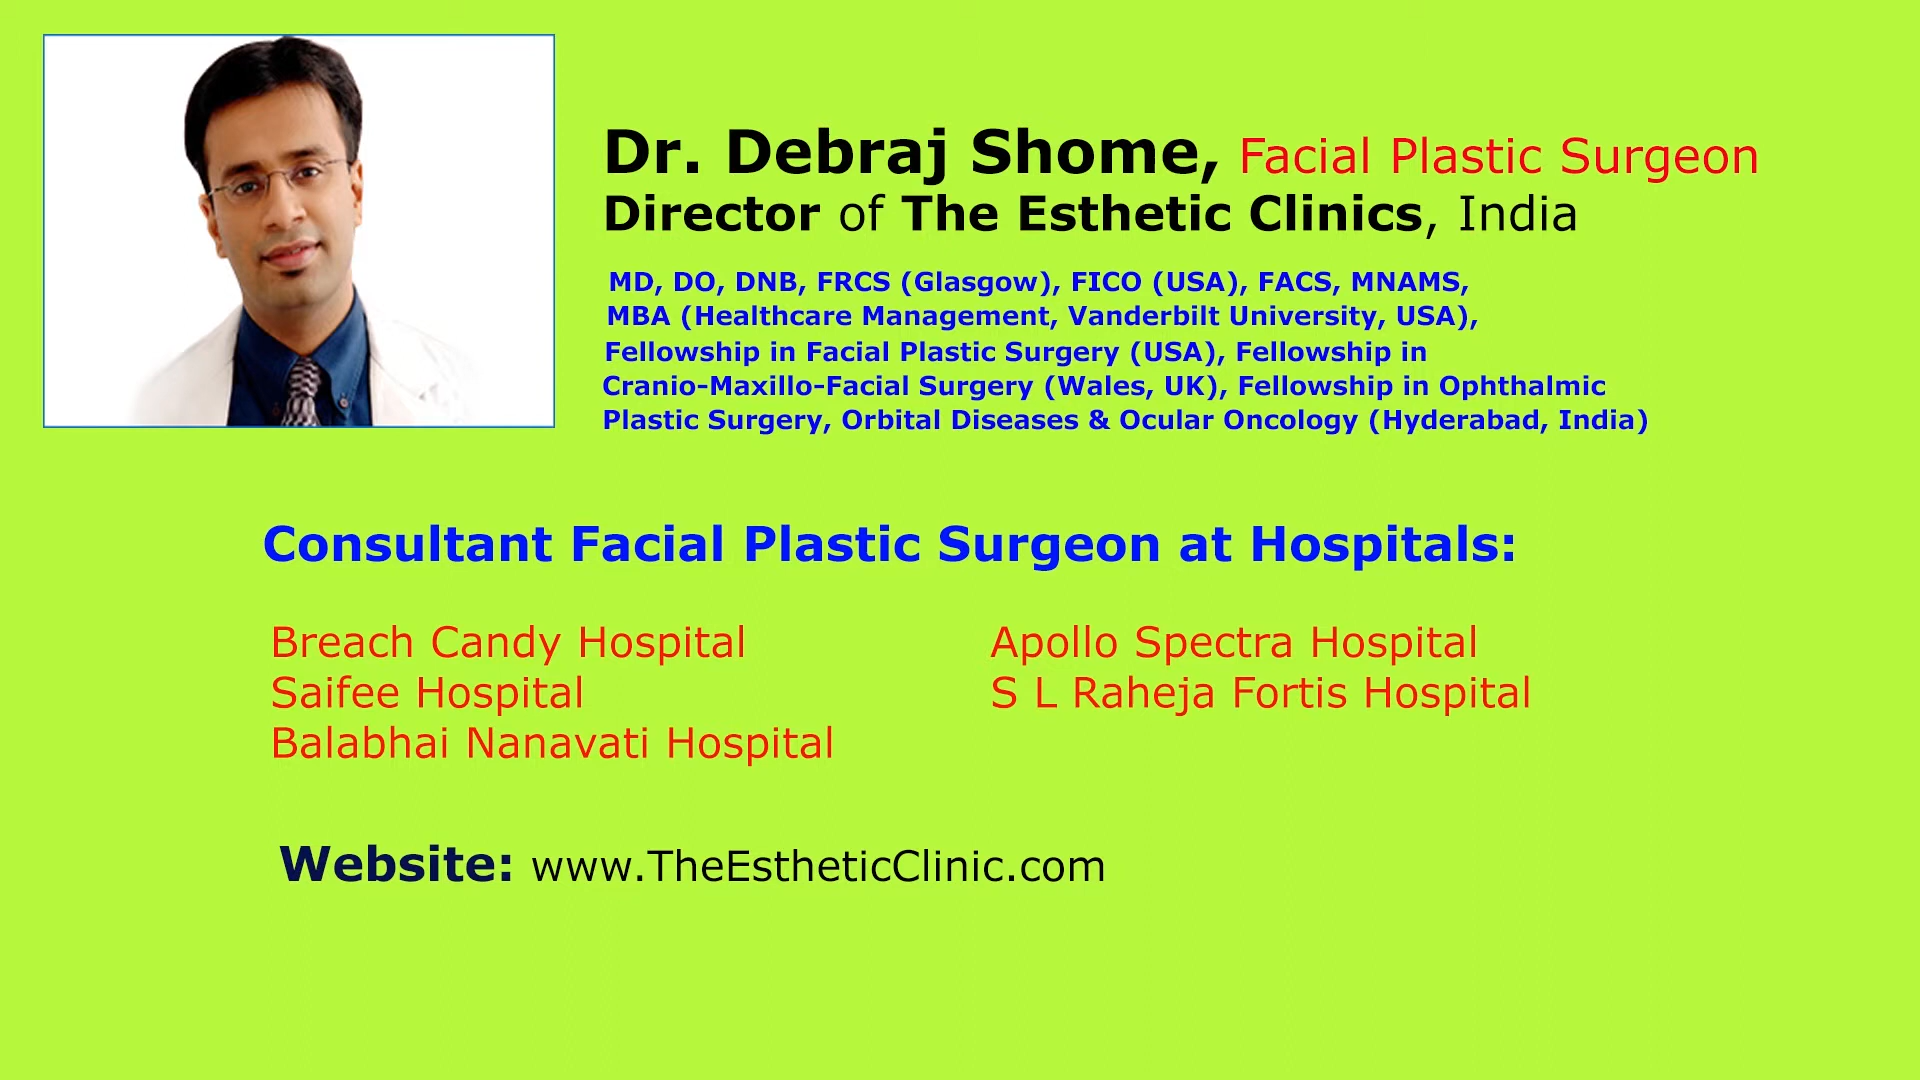 Dr. Debraj Shome, Facial Plastic Surgeon
Director of The Esthetic Clinics, India
MD, DO, DNB, FRCS (Glasgow), FICO (USA), FACS, MNAMS,
MBA (Healthcare Management, Vanderbilt University, USA),
Fellowship in Facial Plastic Surgery (USA), Fellowship in
Cranio-Maxillo-Facial Surgery (Wales, UK), Fellowship in Ophthalmic
Plastic Surgery, Orbital Diseases & Ocular Oncology (Hyderabad, India)
Consultant Facial Plastic Surgeon at Hospitals:
Breach Candy Hospital
Saifee Hospital
Balabhai Nanavati Hospital
Apollo Spectra Hospital
S L Raheja Fortis Hospital
Website: www.TheEstheticClinic.com